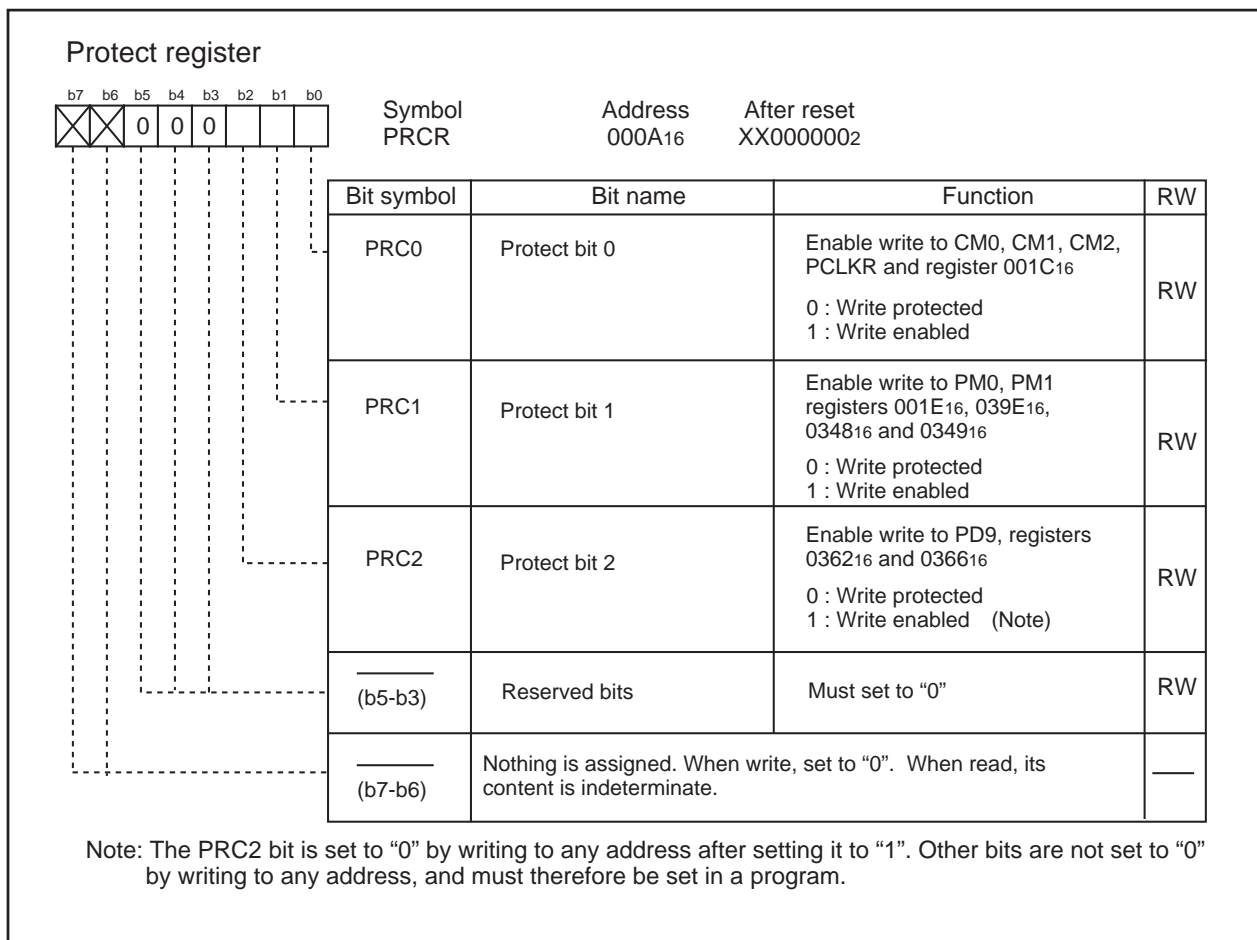 Protect register
b7 b6 b5 b4 b3 b2 b1 b0
0 0 0
Symbol Address After reset
PRCR 000A16 XX0000002
Bit symbol Bit name Function RW
PRC0 Protect bit 0 Enable write to CM0, CM1, CM2,
PCLKR and register 001C16
0 : Write protected
1 : Write enabled
RW
PRC1 Protect bit 1 Enable write to PM0, PM1
registers 001E16, 039E16,
034816 and 034916
0 : Write protected
1 : Write enabled
RW
PRC2 Protect bit 2 Enable write to PD9, registers
036216 and 036616
0 : Write protected
1 : Write enabled (Note)
RW
(b5-b3) Reserved bits Must set to “0” RW
(b7-b6) Nothing is assigned. When write, set to “0”. When read, its
content is indeterminate.
Note: The PRC2 bit is set to “0” by writing to any address after setting it to “1”. Other bits are not set to “0”
by writing to any address, and must therefore be set in a program.